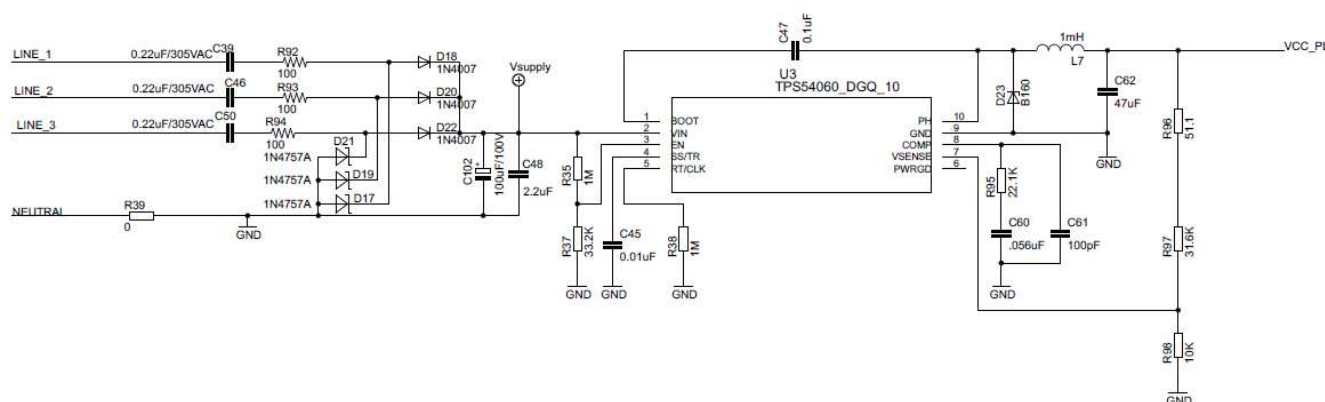 LINE_1
0.22uF/305VAC
C39
R92
100
D18
1N4007
LINE_2
0.22uF/305VAC
C46
R93
100
D20
1N4007
LINE_3
0.22uF/305VAC
C50
R94
100
D22
1N4007
D21
1N4757A
D19
1N4757A
D17
1N4757A
NEUTRAL
R39
0
GND
Vsupply
C102
100uF/100V
+
C48
2.2uF
R35
1M
R37
33.2K
GND
C45
0.01uF
GND
R38
1M
GND
C47
0.1uF
U3
TPS54060_DGQ_10
1
BOOT
2
VIN
3
EN
4
SS/TR
5
RT/CLK
PH
10
GND
9
COMP
8
VSENSE
7
PWRGD
6
D23
B160
1mH
L7
C62
47uF
GND
VCC_PL
R95
22.1K
C60
.056uF
C61
100pF
GND
R96
51.1
R97
31.6K
R98
10K
GND